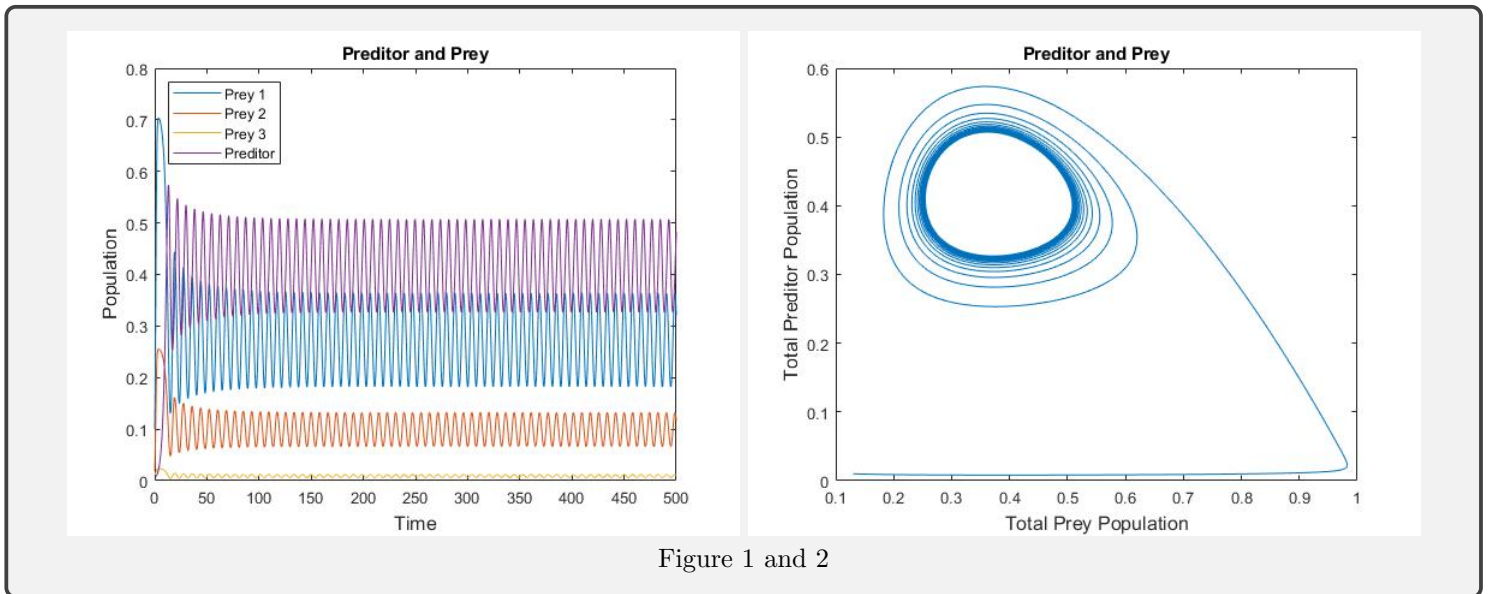 Preditor and Prey
0.8
0.7
0.6
0.5
0.4
0.3
0.2
0.1
0
Population
Prey 1
Prey 2
Prey 3
Preditor
0 50 100 150 200 250 300 350 400 450 500
Time
Preditor and Prey
0.6
0.5
0.4
0.3
0.2
0.1
0
Total Preditor Population
0.1 0.2 0.3 0.4 0.5 0.6 0.7 0.8 0.9 1
Total Prey Population
Figure 1 and 2